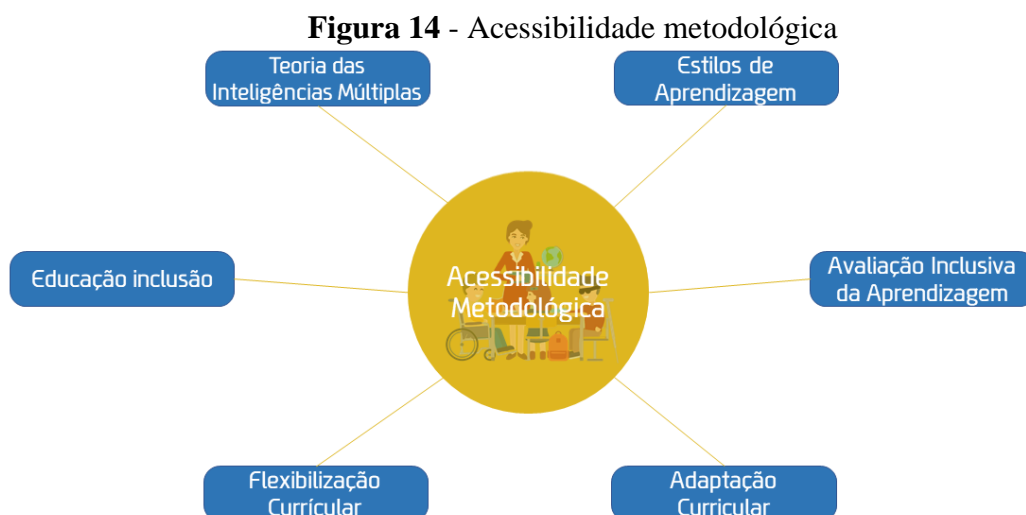 Figura 14 - Acessibilidade metodológica
Teoria das
Inteligências Múltiplas
Estilos de
Aprendizagem
Educação inclusão
Acessibilidade
Metodológica
Avaliação Inclusiva
da Aprendizagem
Flexibilização
Currícular
Adaptação
Curricular